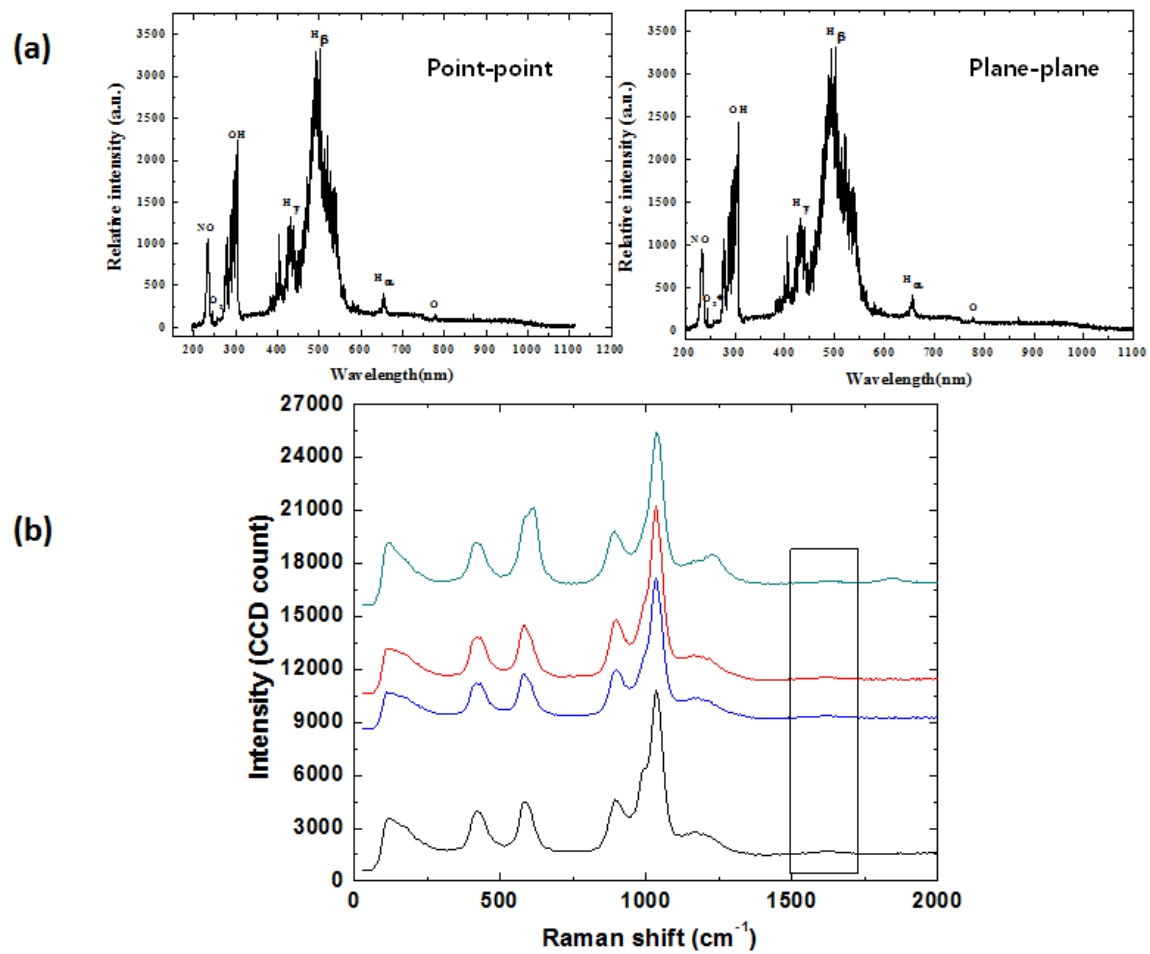 (a)
Point-point
Relative intensity (a.u.)
3500
3000
2500
2000
1500
1000
500
0
NO
O2
OH
Hγ
Hβ
Hα
O
200 300 400 500 600 700 800 900 1000 1100 1200
Wavelength(nm)
Plane-plane
Relative intensity (a.u.)
3500
3000
2500
2000
1500
1000
500
0
NO
O2
OH
Hγ
Hβ
Hα
O
200 300 400 500 600 700 800 900 1000 1100
Wavelength(nm)
(b)
Intensity (CCD count)
27000
24000
21000
18000
15000
12000
9000
6000
3000
0
0 500 1000 1500 2000
Raman shift (cm⁻¹)